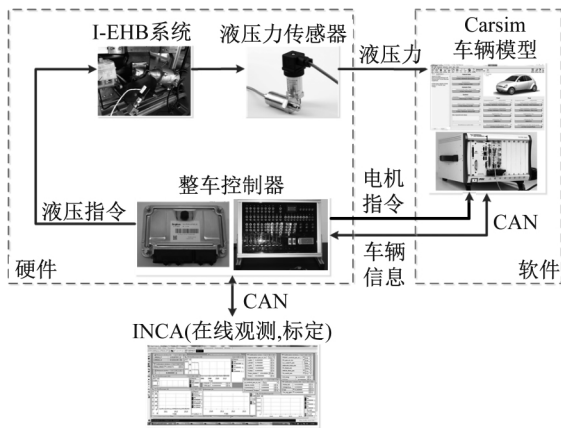 I-EHB系统
液压力传感器
液压力
Carsim
车辆模型
液压指令
整车控制器
电机
指令
CAN
车辆
信息
硬件
软件
CAN
INCA(在线观测,标定)